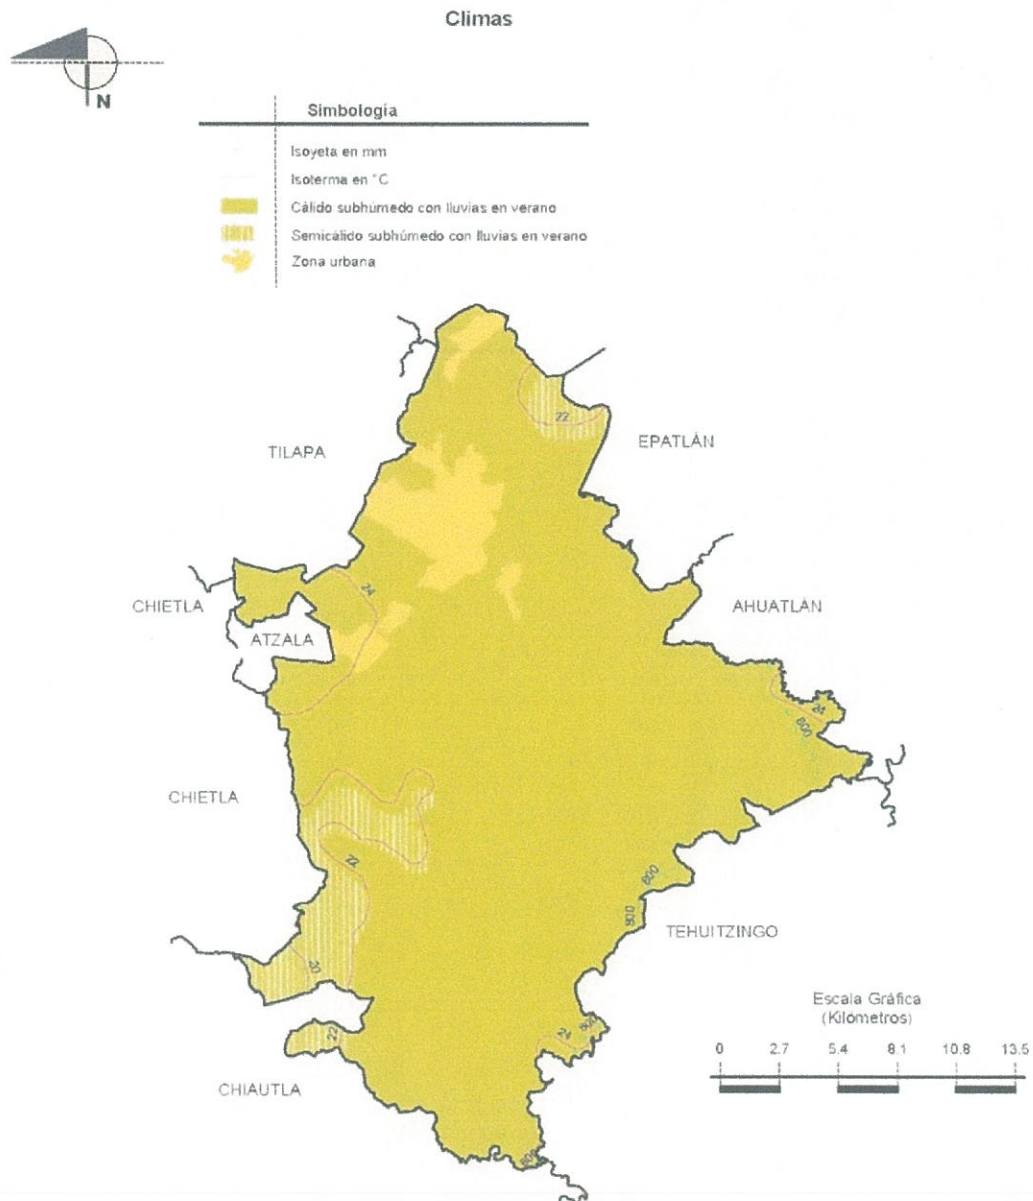 Climas
N
Simbología
Isoyeta en mm
Isoterma en °C
Cálido subhúmedo con lluvias en verano
Semicálido subhúmedo con lluvias en verano
Zona urbana
22
TILAPA
EPATLÁN
24
CHIETLA
AHUATLÁN
ATZALA
24
800
CHIETLA
22
800
800
TEHUITZINGO
20
Escala Gráfica
(Kilómetros)
0 2.7 5.4 8.1 10.8 13.5
22
24
800
CHIAUTLA
800